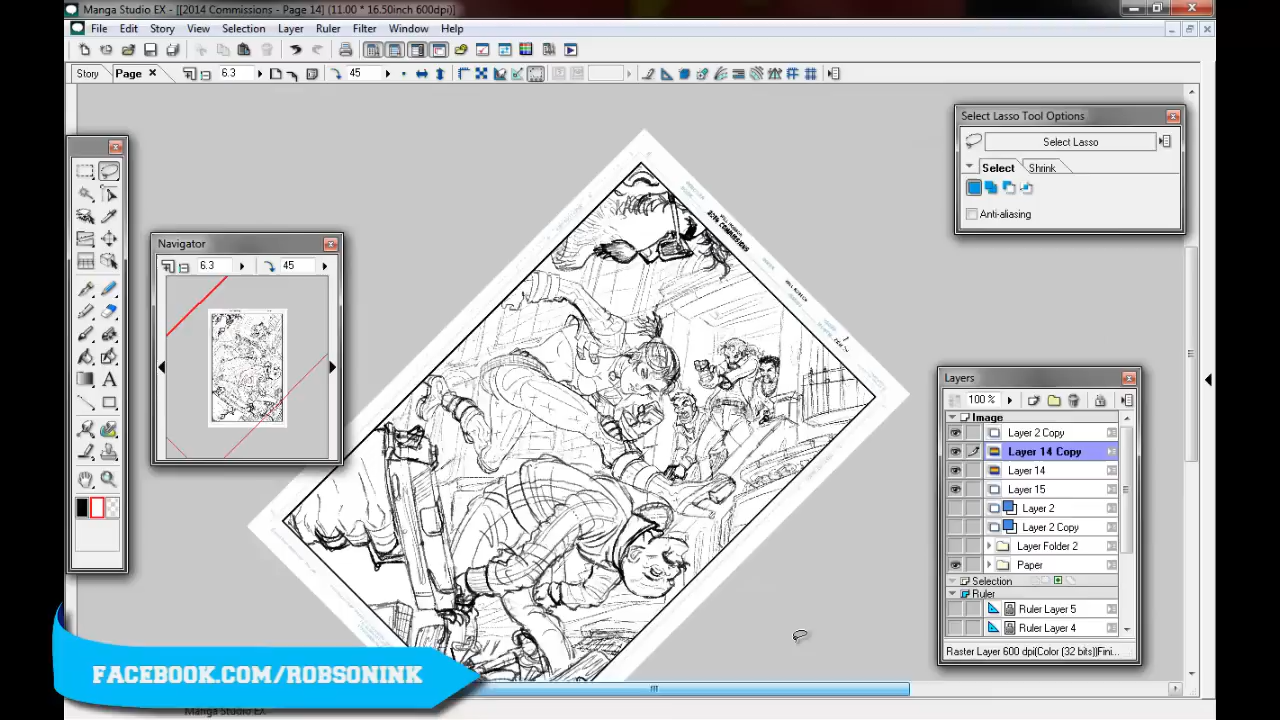 Manga Studio EX - [[2014 Commissions - Page 14] (11.00 * 16.50inch 600dpi)]
File Edit Story View Selection Layer Ruler Filter Window Help
Story Page 6.3 45
Select Lasso Tool Options
Select Lasso
Select Shrink
Anti-aliasing
Navigator
6.3 45
2014 COMMISSIONS
Layers
100 %
Image
Layer 2 Copy
Layer 14 Copy
Layer 14
Layer 15
Layer 2
Layer 2 Copy
Layer Folder 2
Paper
Selection
Ruler
Ruler Layer 5
Ruler Layer 4
Raster Layer 600 dpi(Color (32 bits))Fini...
FACEBOOK.COM/ROBSONINK
Manga Studio EX